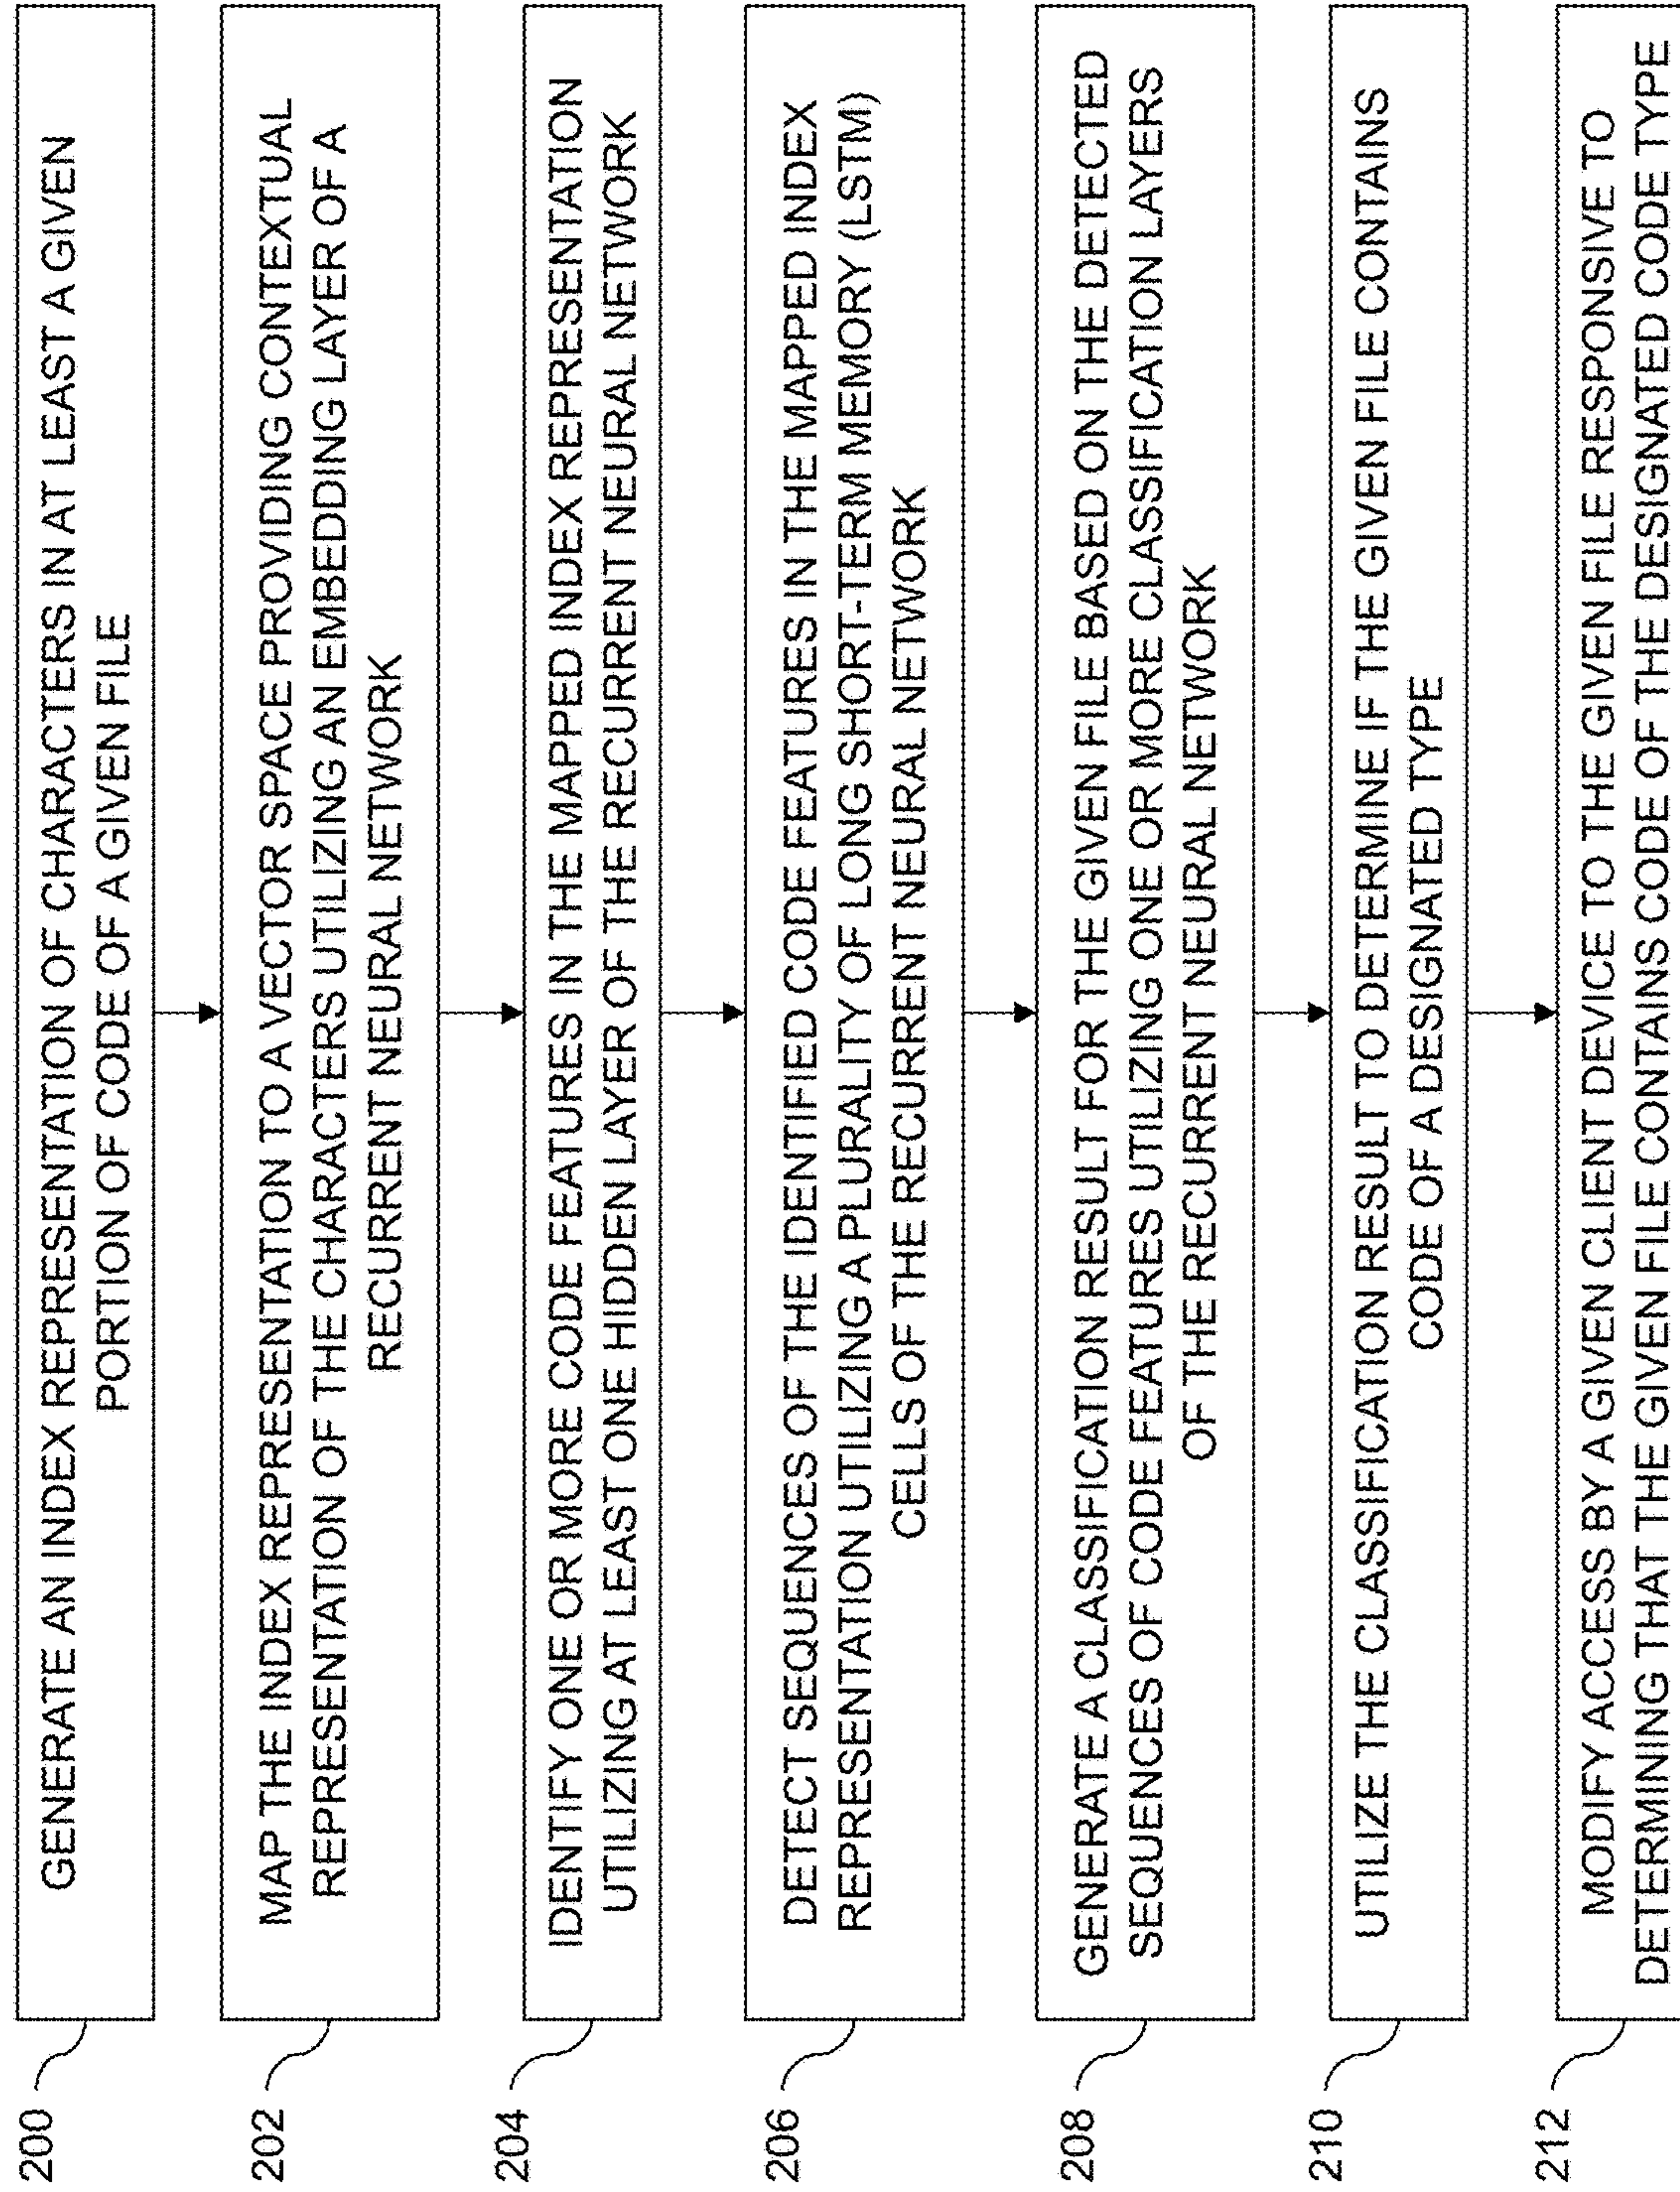 200
GENERATE AN INDEX REPRESENTATION OF CHARACTERS IN AT LEAST A GIVEN
PORTION OF CODE OF A GIVEN FILE
202
MAP THE INDEX REPRESENTATION TO A VECTOR SPACE PROVIDING CONTEXTUAL
REPRESENTATION OF THE CHARACTERS UTILIZING AN EMBEDDING LAYER OF A
RECURRENT NEURAL NETWORK
204
IDENTIFY ONE OR MORE CODE FEATURES IN THE MAPPED INDEX REPRESENTATION
UTILIZING AT LEAST ONE HIDDEN LAYER OF THE RECURRENT NEURAL NETWORK
206
DETECT SEQUENCES OF THE IDENTIFIED CODE FEATURES IN THE MAPPED INDEX
REPRESENTATION UTILIZING A PLURALITY OF LONG SHORT-TERM MEMORY (LSTM)
CELLS OF THE RECURRENT NEURAL NETWORK
208
GENERATE A CLASSIFICATION RESULT FOR THE GIVEN FILE BASED ON THE DETECTED
SEQUENCES OF CODE FEATURES UTILIZING ONE OR MORE CLASSIFICATION LAYERS
OF THE RECURRENT NEURAL NETWORK
210
UTILIZE THE CLASSIFICATION RESULT TO DETERMINE IF THE GIVEN FILE CONTAINS
CODE OF A DESIGNATED TYPE
212
MODIFY ACCESS BY A GIVEN CLIENT DEVICE TO THE GIVEN FILE RESPONSIVE TO
DETERMINING THAT THE GIVEN FILE CONTAINS CODE OF THE DESIGNATED CODE TYPE